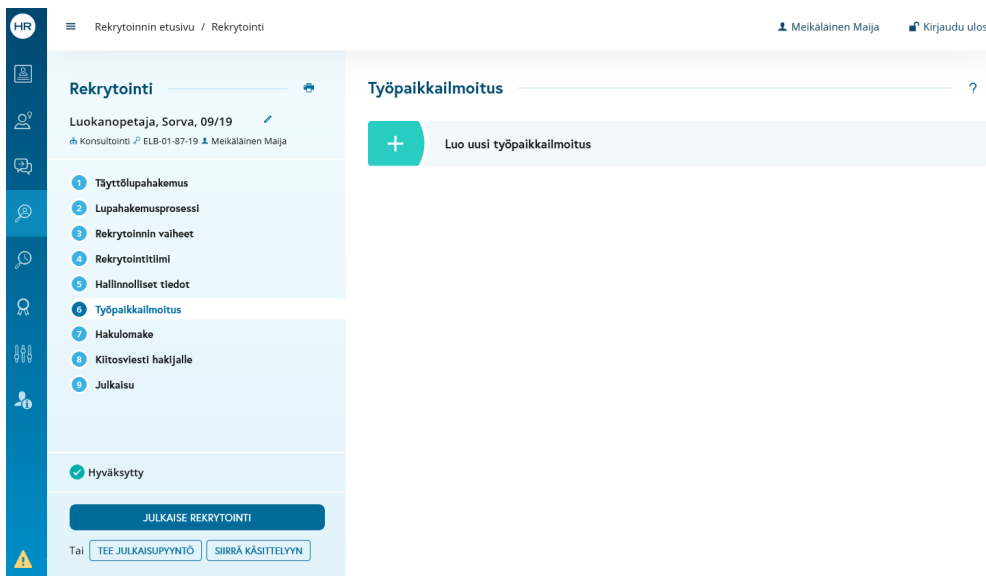 HR
Rekrytoinnin etusivu / Rekrytointi
Meikäläinen Maija
Kirjaudu ulos
Rekrytointi
Luokanopetaja, Sorva, 09/19
Konsultointi ELB-01-87-19 Meikäläinen Maija
1 Täyttölupahakemus
2 Lupahakemusprosessi
3 Rekrytoinnin vaiheet
4 Rekrytointitiimi
5 Hallinnolliset tiedot
6 Työpaikkailmoitus
7 Hakulomake
8 Kiitosviesti hakijalle
9 Julkaisu
Hyväksytty
JULKAISE REKRYTOINTI
Tai TEE JULKAISUPYYNTÖ SIIRRÄ KÄSITTELYYN
Työpaikkailmoitus ?
+ Luo uusi työpaikkailmoitus